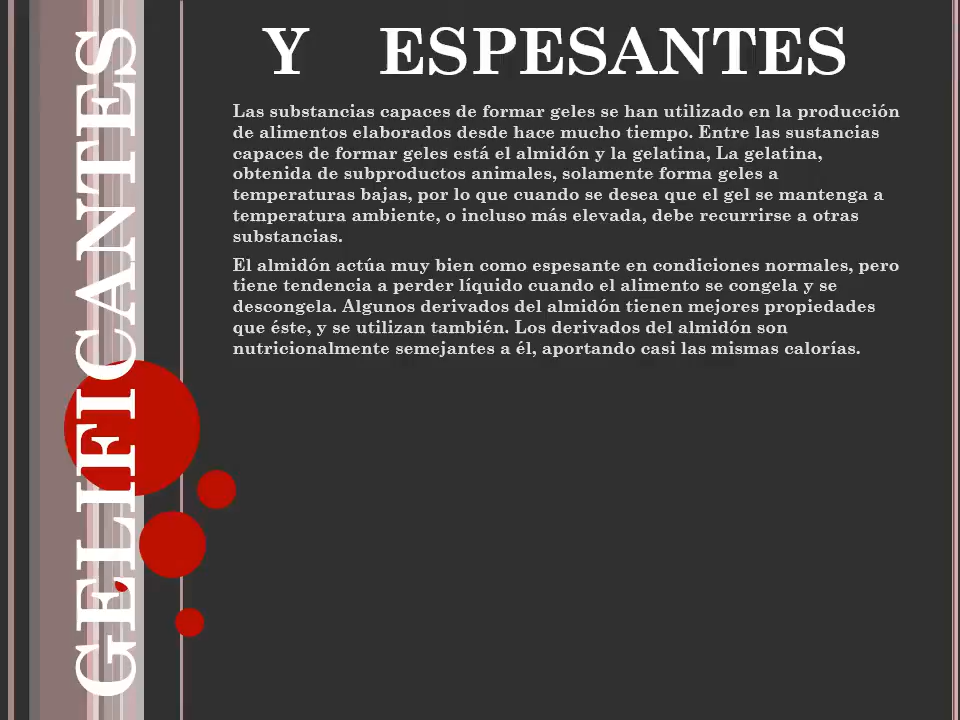 GELIFICANTES
Y ESPESANTES
Las substancias capaces de formar geles se han utilizado en la producción
de alimentos elaborados desde hace mucho tiempo. Entre las sustancias
capaces de formar geles está el almidón y la gelatina, La gelatina,
obtenida de subproductos animales, solamente forma geles a
temperaturas bajas, por lo que cuando se desea que el gel se mantenga a
temperatura ambiente, o incluso más elevada, debe recurrirse a otras
substancias.
El almidón actúa muy bien como espesante en condiciones normales, pero
tiene tendencia a perder líquido cuando el alimento se congela y se
descongela. Algunos derivados del almidón tienen mejores propiedades
que éste, y se utilizan también. Los derivados del almidón son
nutricionalmente semejantes a él, aportando casi las mismas calorías.